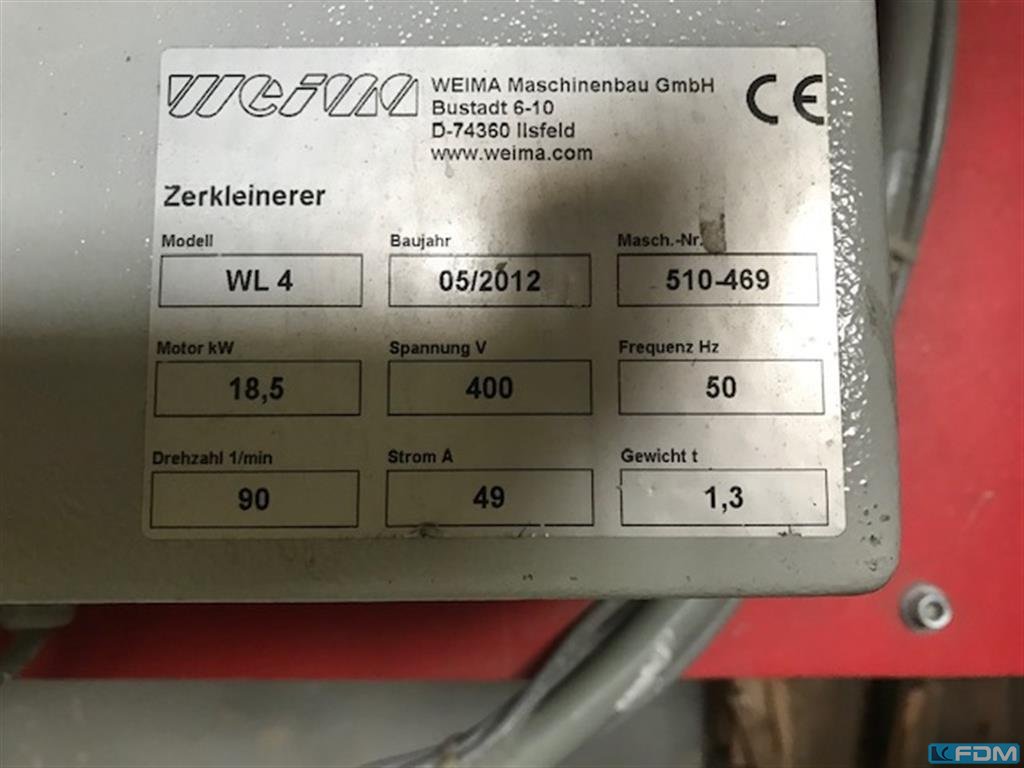 weima
WEIMA Maschinenbau GmbH
Bustadt 6-10
D-74360 Ilsfeld
www.weima.com
CE
Zerkleinerer
Modell Baujahr Masch.-Nr.
WL 4 05/2012 510-469
Motor kW Spannung V Frequenz Hz
18,5 400 50
Drehzahl 1/min Strom A Gewicht t
90 49 1,3
FDM